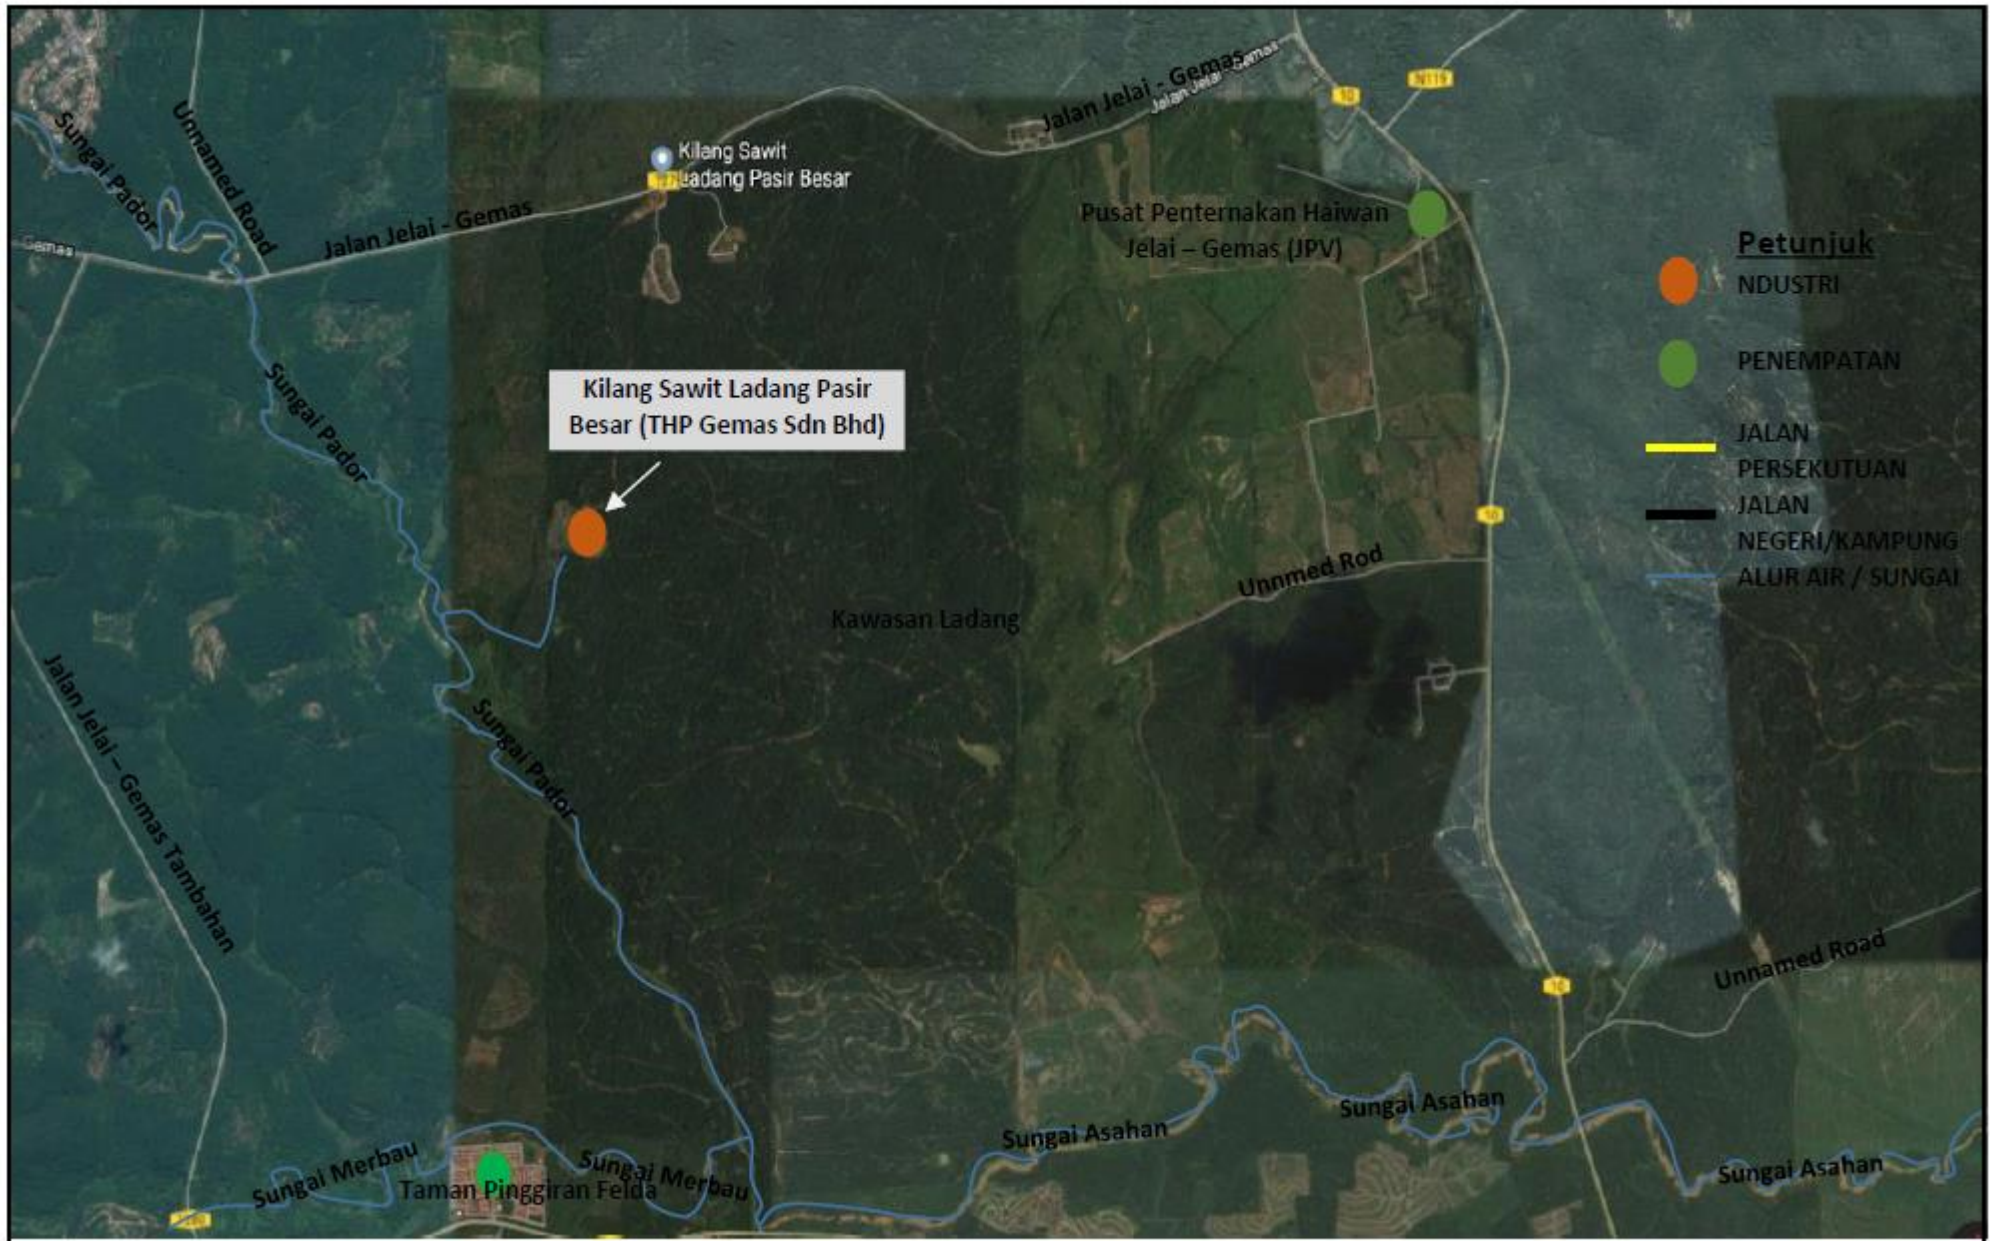 Jalan Jelai - Gemas
Jalan Jelai - Gemas
10
N119
Sungai Pador
Unnamed Road
Kilang Sawit
Ladang Pasir Besar
Jalan Jelai - Gemas
Gemas
Pusat Penternakan Haiwan
Jelai – Gemas (JPV)
Petunjuk
NDUSTRI
PENEMPATAN
JALAN
PERSEKUTUAN
JALAN
NEGERI/KAMPUNG
ALUR AIR / SUNGAI
Sungai Pador
Kilang Sawit Ladang Pasir
Besar (THP Gemas Sdn Bhd)
10
Unnmed Rod
Kawasan Ladang
Jalan Jelai – Gemas Tambahan
Sungai Pador
Unnamed Road
10
Sungai Asahan
Sungai Asahan
Sungai Asahan
Sungai Merbau
Sungai Merbau
Taman Pinggiran Felda